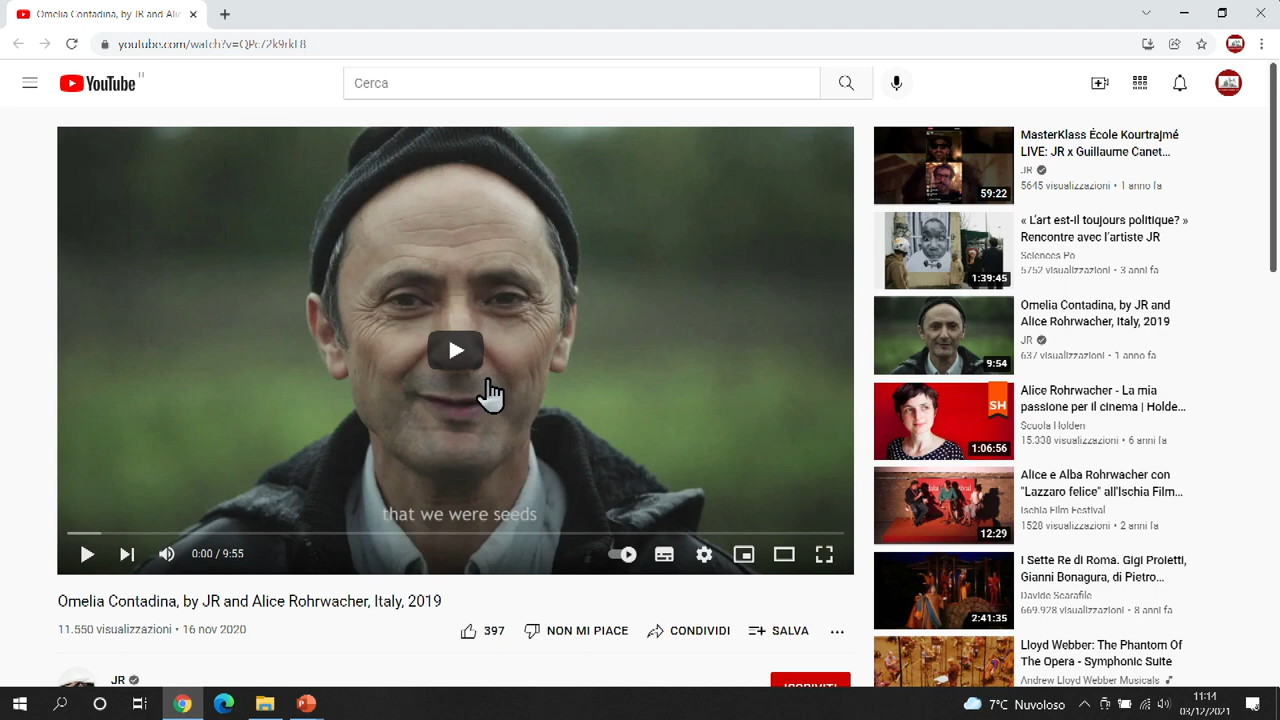 Omelia Contadina, by JR and Alic
youtube.com/watch?v=
YouTube
IT
Cerca
that we were seeds
0:00 / 9:55
Omelia Contadina, by JR and Alice Rohrwacher, Italy, 2019
11.550 visualizzazioni • 16 nov 2020
397
NON MI PIACE
CONDIVIDI
SALVA
JR
MasterKlass École Kourtrajmé
LIVE: JR x Guillaume Canet...
JR
5645 visualizzazioni • 1 anno fa
59:22
« L'art est-il toujours politique? »
Rencontre avec l'artiste JR
Sciences Po
5752 visualizzazioni • 3 anni fa
1:39:45
Omelia Contadina, by JR and
Alice Rohrwacher, Italy, 2019
JR
637 visualizzazioni • 1 anno fa
9:54
Alice Rohrwacher - La mia
passione per il cinema | Holde...
Scuola Holden
15.338 visualizzazioni • 6 anni fa
SH
1:06:56
Alice e Alba Rohrwacher con
"Lazzaro felice" all'Ischia Film...
Ischia Film Festival
1528 visualizzazioni • 2 anni fa
12:29
I Sette Re di Roma. Gigi Proietti,
Gianni Bonagura, di Pietro...
Davide Scarafile
669.928 visualizzazioni • 8 anni fa
2:41:35
Lloyd Webber: The Phantom Of
The Opera - Symphonic Suite
Andrew Lloyd Webber Musicals
7°C Nuvoloso
11:14
03/12/2021